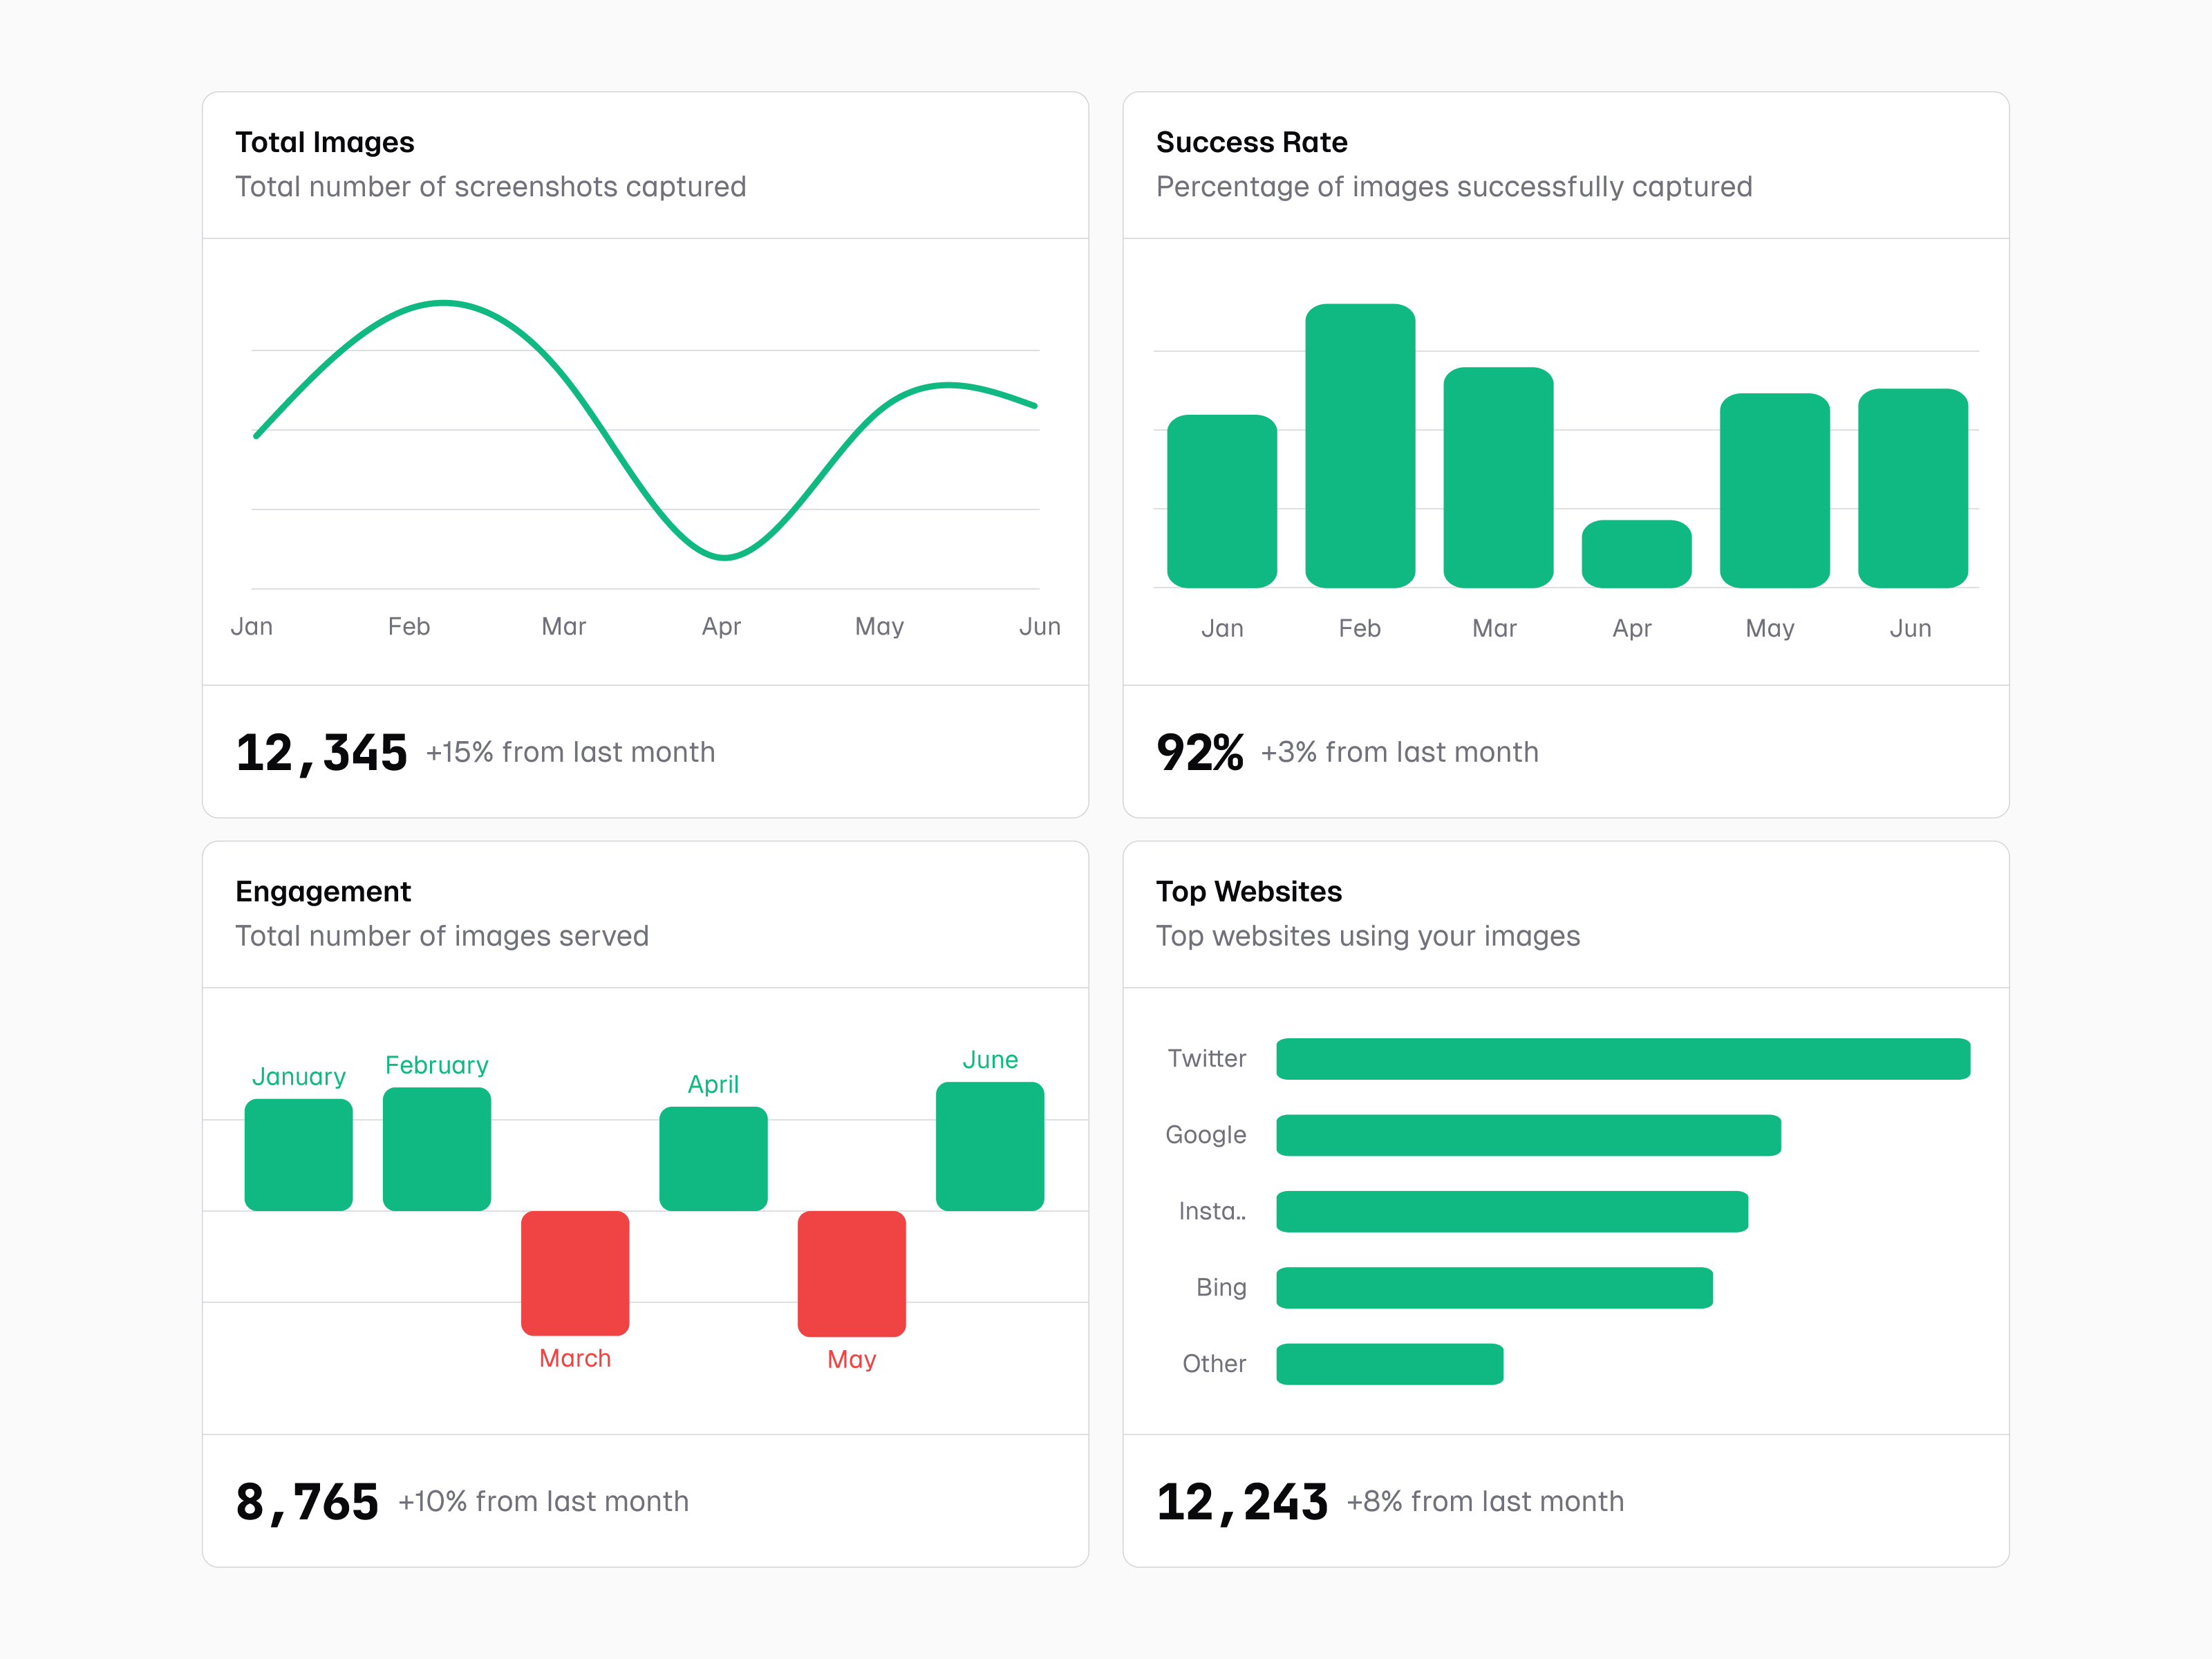 Total Images
Total number of screenshots captured
Jan Feb Mar Apr May Jun
12,345 +15% from last month
Success Rate
Percentage of images successfully captured
Jan Feb Mar Apr May Jun
92% +3% from last month
Engagement
Total number of images served
January February April June
March May
8,765 +10% from last month
Top Websites
Top websites using your images
Twitter
Google
Insta..
Bing
Other
12,243 +8% from last month